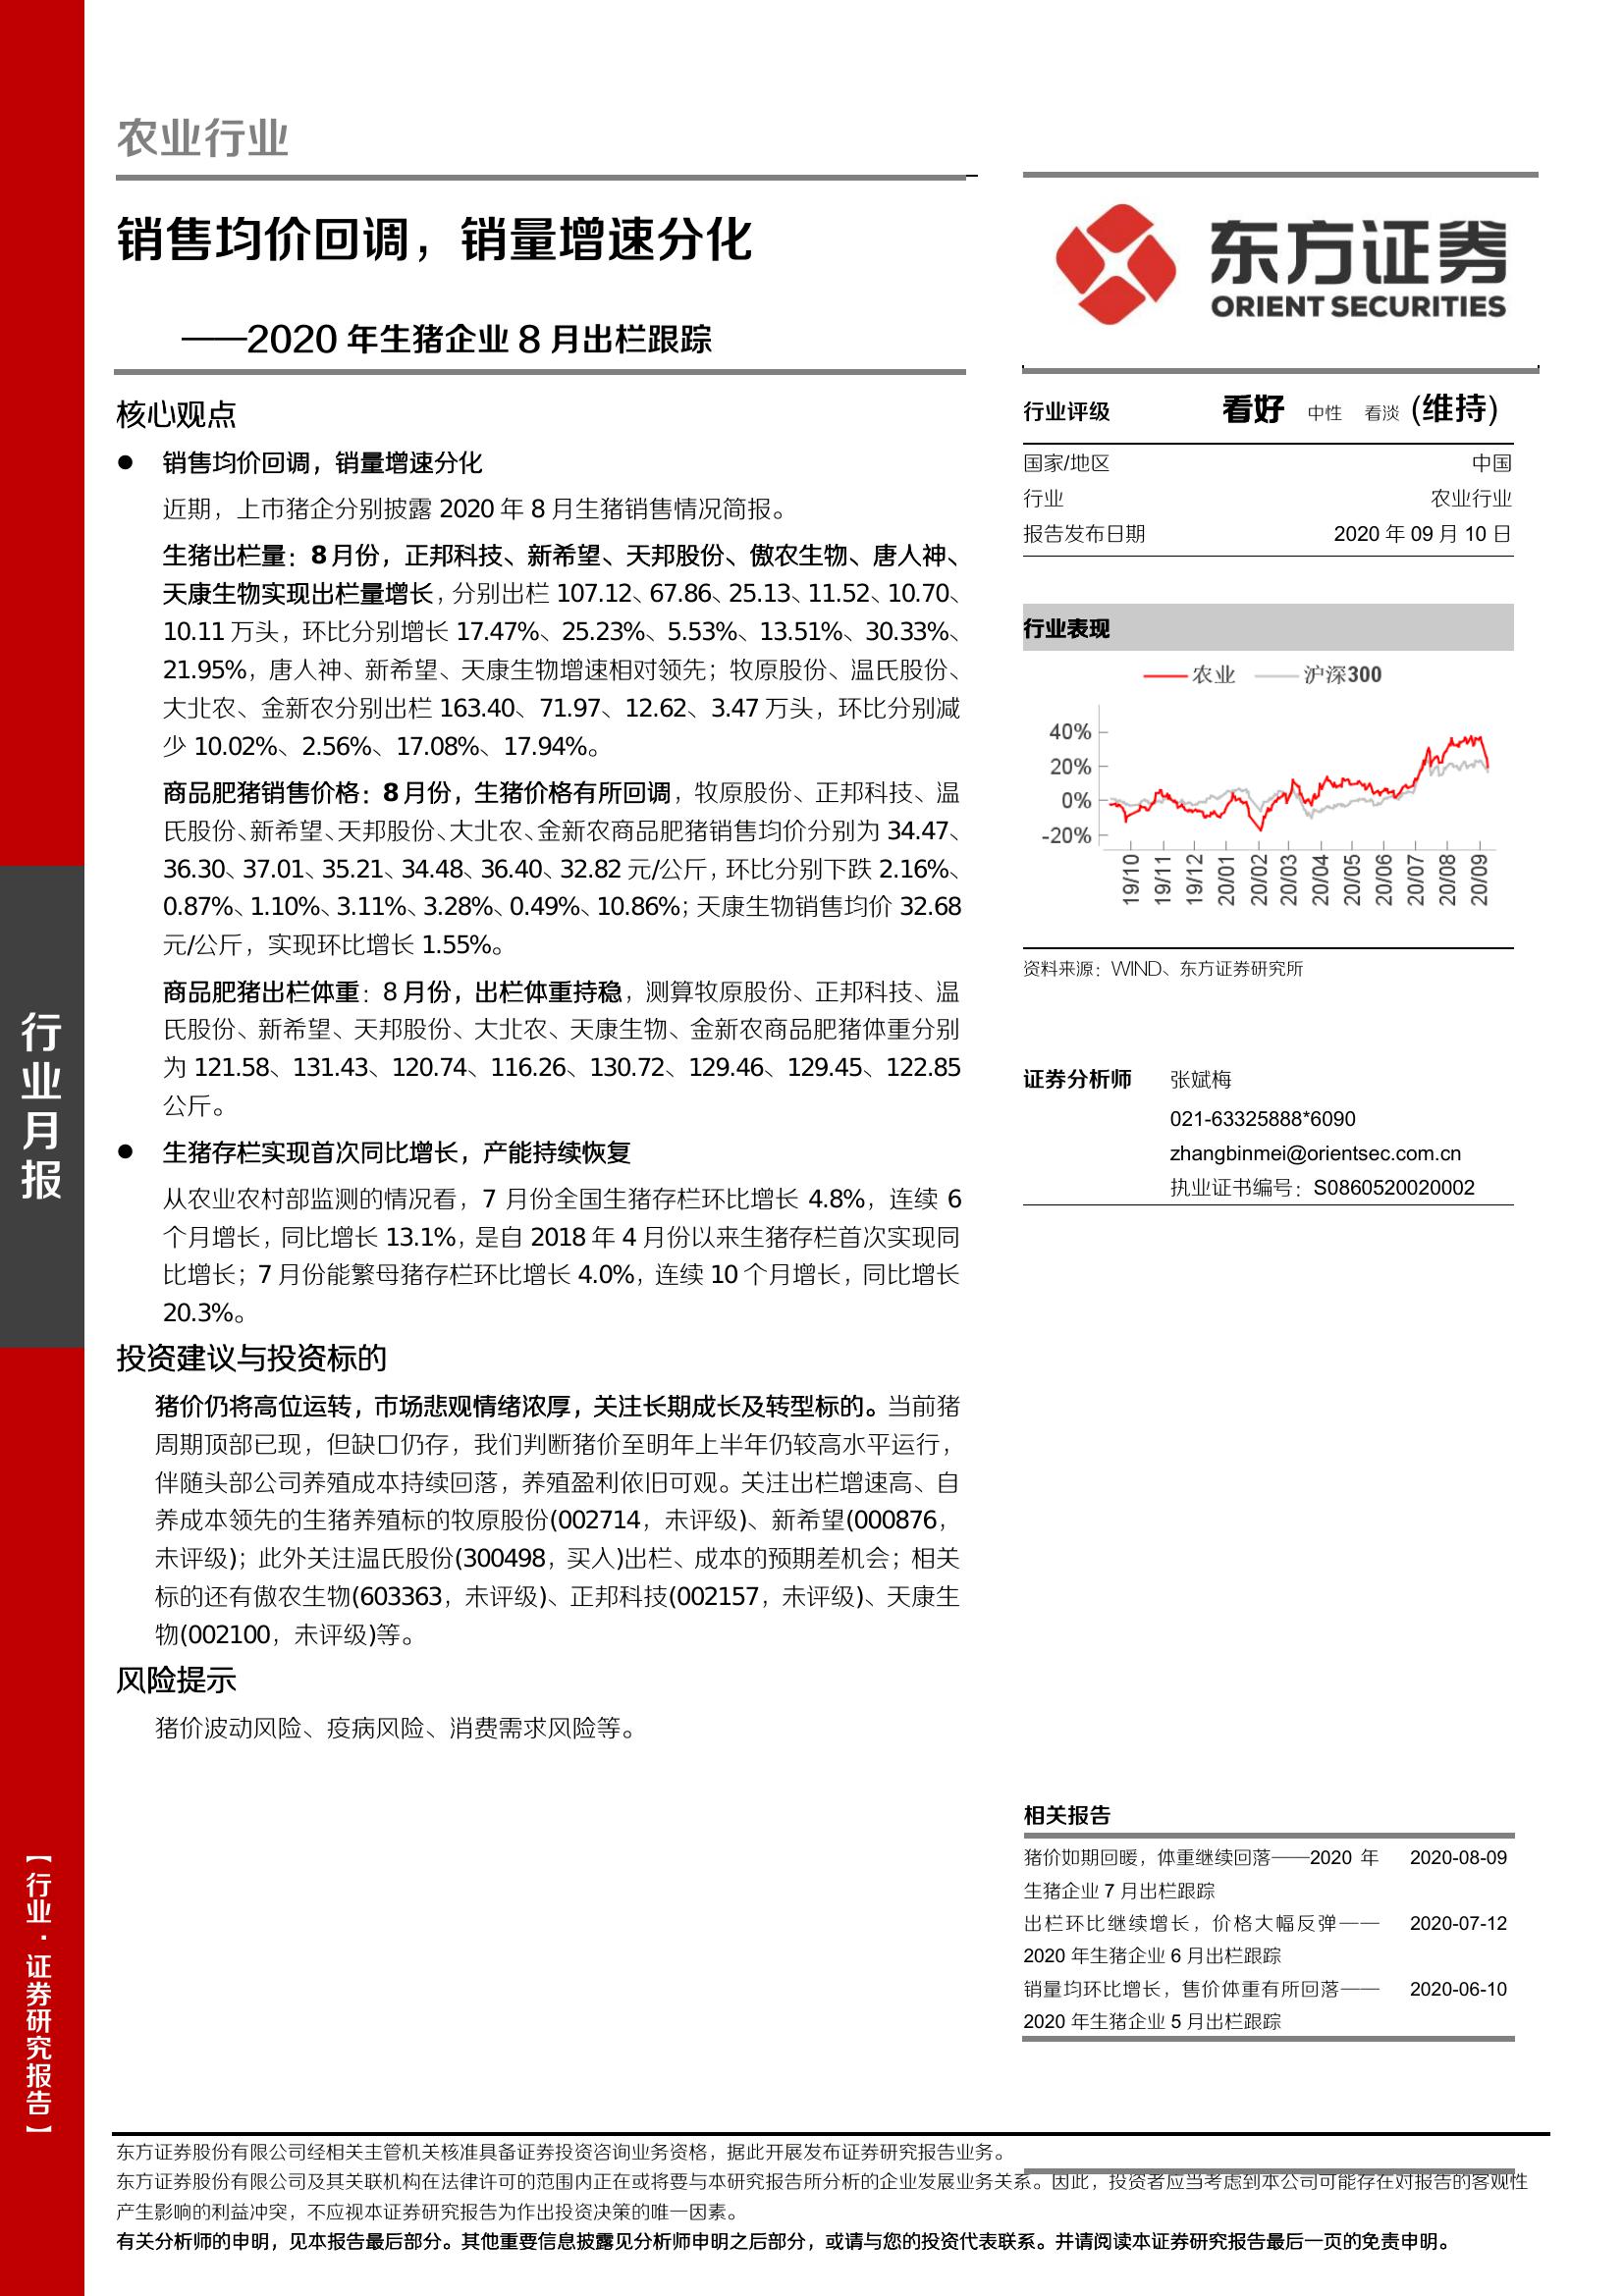 农业行业
销售均价回调，销量增速分化
——2020 年生猪企业 8 月出栏跟踪
核心观点
● 销售均价回调，销量增速分化
近期，上市猪企分别披露 2020 年 8 月生猪销售情况简报。
生猪出栏量：8 月份，正邦科技、新希望、天邦股份、傲农生物、唐人神、
天康生物实现出栏量增长，分别出栏 107.12、67.86、25.13、11.52、10.70、
10.11 万头，环比分别增长 17.47%、25.23%、5.53%、13.51%、30.33%、
21.95%，唐人神、新希望、天康生物增速相对领先；牧原股份、温氏股份、
大北农、金新农分别出栏 163.40、71.97、12.62、3.47 万头，环比分别减
少 10.02%、2.56%、17.08%、17.94%。
商品肥猪销售价格：8 月份，生猪价格有所回调，牧原股份、正邦科技、温
氏股份、新希望、天邦股份、大北农、金新农商品肥猪销售均价分别为 34.47、
36.30、37.01、35.21、34.48、36.40、32.82 元/公斤，环比分别下跌 2.16%、
0.87%、1.10%、3.11%、3.28%、0.49%、10.86%；天康生物销售均价 32.68
元/公斤，实现环比增长 1.55%。
商品肥猪出栏体重：8 月份，出栏体重持稳，测算牧原股份、正邦科技、温
氏股份、新希望、天邦股份、大北农、天康生物、金新农商品肥猪体重分别
为 121.58、131.43、120.74、116.26、130.72、129.46、129.45、122.85
公斤。
● 生猪存栏实现首次同比增长，产能持续恢复
从农业农村部监测的情况看，7 月份全国生猪存栏环比增长 4.8%，连续 6
个月增长，同比增长 13.1%，是自 2018 年 4 月份以来生猪存栏首次实现同
比增长；7 月份能繁母猪存栏环比增长 4.0%，连续 10 个月增长，同比增长
20.3%。
投资建议与投资标的
猪价仍将高位运转，市场悲观情绪浓厚，关注长期成长及转型标的。当前猪
周期顶部已现，但缺口仍存，我们判断猪价至明年上半年仍较高水平运行，
伴随头部公司养殖成本持续回落，养殖盈利依旧可观。关注出栏增速高、自
养成本领先的生猪养殖标的牧原股份(002714，未评级)、新希望(000876，
未评级)；此外关注温氏股份(300498，买入)出栏、成本的预期差机会；相关
标的还有傲农生物(603363，未评级)、正邦科技(002157，未评级)、天康生
物(002100，未评级)等。
风险提示
猪价波动风险、疫病风险、消费需求风险等。
东方证券
ORIENT SECURITIES
行业评级 看好 中性 看淡 (维持)
国家/地区 中国
行业 农业行业
报告发布日期 2020 年 09 月 10 日
行业表现
农业 沪深300
40%
20%
0%
-20%
19/10 19/11 19/12 20/01 20/02 20/03 20/04 20/05 20/06 20/07 20/08 20/09
资料来源：WIND、东方证券研究所
证券分析师 张斌梅
021-63325888*6090
zhangbinmei@orientsec.com.cn
执业证书编号：S0860520020002
相关报告
猪价如期回暖，体重继续回落——2020 年 2020-08-09
生猪企业 7 月出栏跟踪
出栏环比继续增长，价格大幅反弹—— 2020-07-12
2020 年生猪企业 6 月出栏跟踪
销量均环比增长，售价体重有所回落—— 2020-06-10
2020 年生猪企业 5 月出栏跟踪
行业月报
【行业·证券研究报告】
东方证券股份有限公司经相关主管机关核准具备证券投资咨询业务资格，据此开展发布证券研究报告业务。
东方证券股份有限公司及其关联机构在法律许可的范围内正在或将要与本研究报告所分析的企业发展业务关系。因此，投资者应当考虑到本公司可能存在对报告的客观性
产生影响的利益冲突，不应视本证券研究报告为作出投资决策的唯一因素。
有关分析师的申明，见本报告最后部分。其他重要信息披露见分析师申明之后部分，或请与您的投资代表联系。并请阅读本证券研究报告最后一页的免责申明。